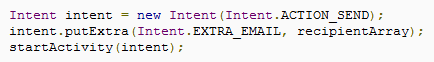 Intent intent = new Intent(Intent.ACTION_SEND);
intent.putExtra(Intent.EXTRA_EMAIL, recipientArray);
startActivity(intent);